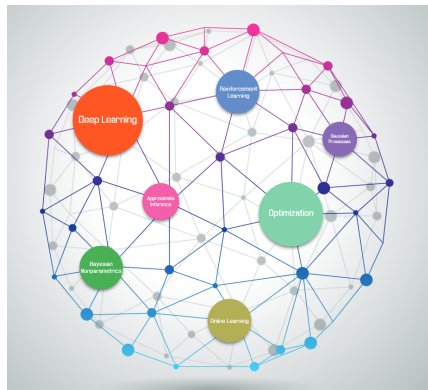 Reinforcement
Learning
Deep Learning
Gaussian
Processes
Approximate
Inference
Optimization
Bayesian
Nonparametrics
Online Learning